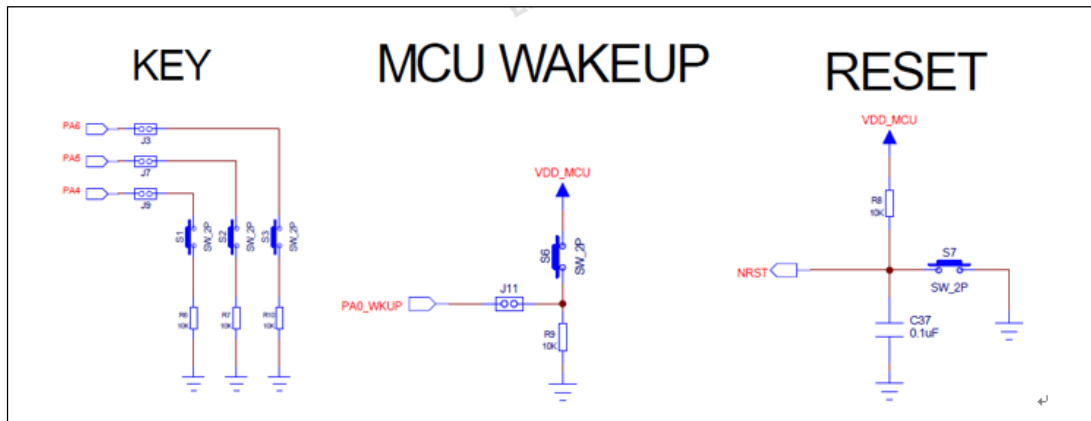 KEY
PA6
J3
PA5
J7
PA4
J9
S1
SW_2P
S2
SW_2P
S3
SW_2P
R6
10K
R7
10K
R10
10K
MCU WAKEUP
VDD_MCU
S6
SW_2P
J11
PA0_WKUP
R9
10K
RESET
VDD_MCU
R8
10K
NRST
S7
SW_2P
C37
0.1uF